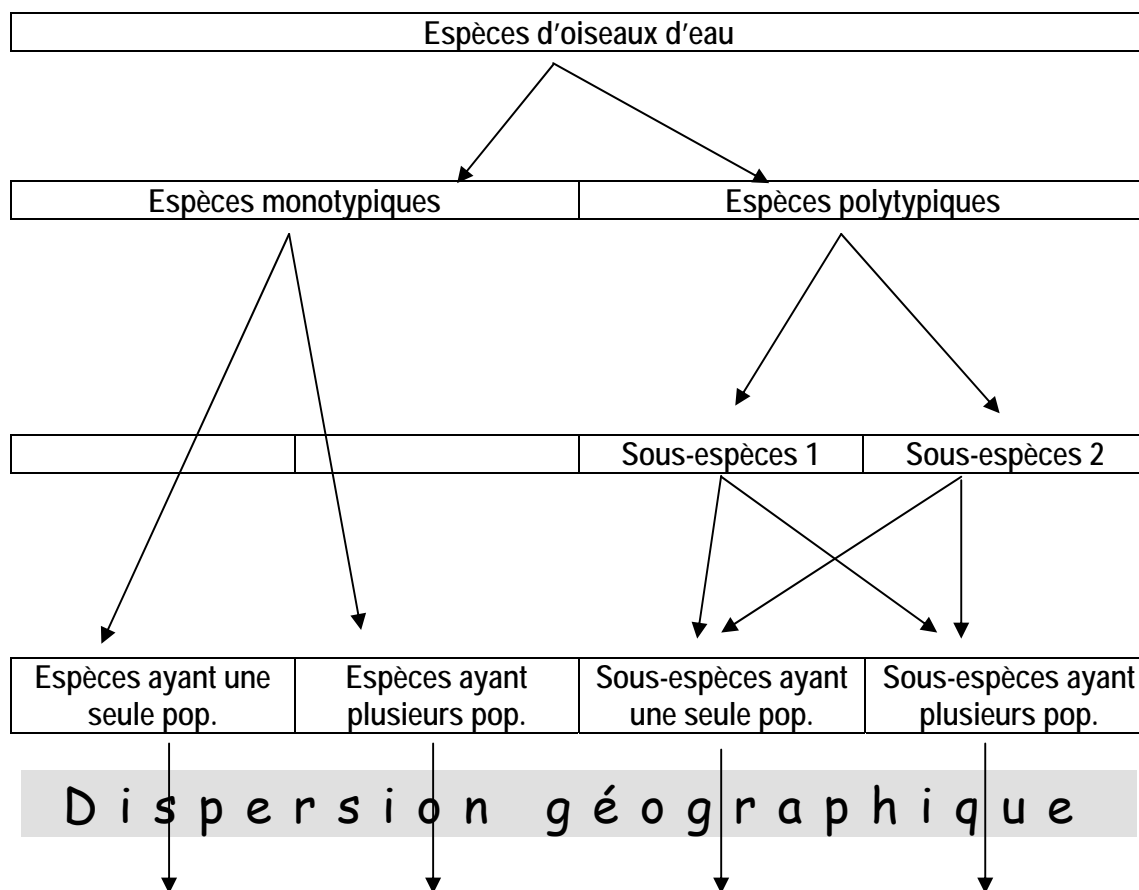 Espèces d'oiseaux d'eau
Espèces monotypiques
Espèces polytypiques
Sous-espèces 1
Sous-espèces 2
Espèces ayant une
seule pop.
Espèces ayant
plusieurs pop.
Sous-espèces ayant
une seule pop.
Sous-espèces ayant
plusieurs pop.
Dispersion géographique